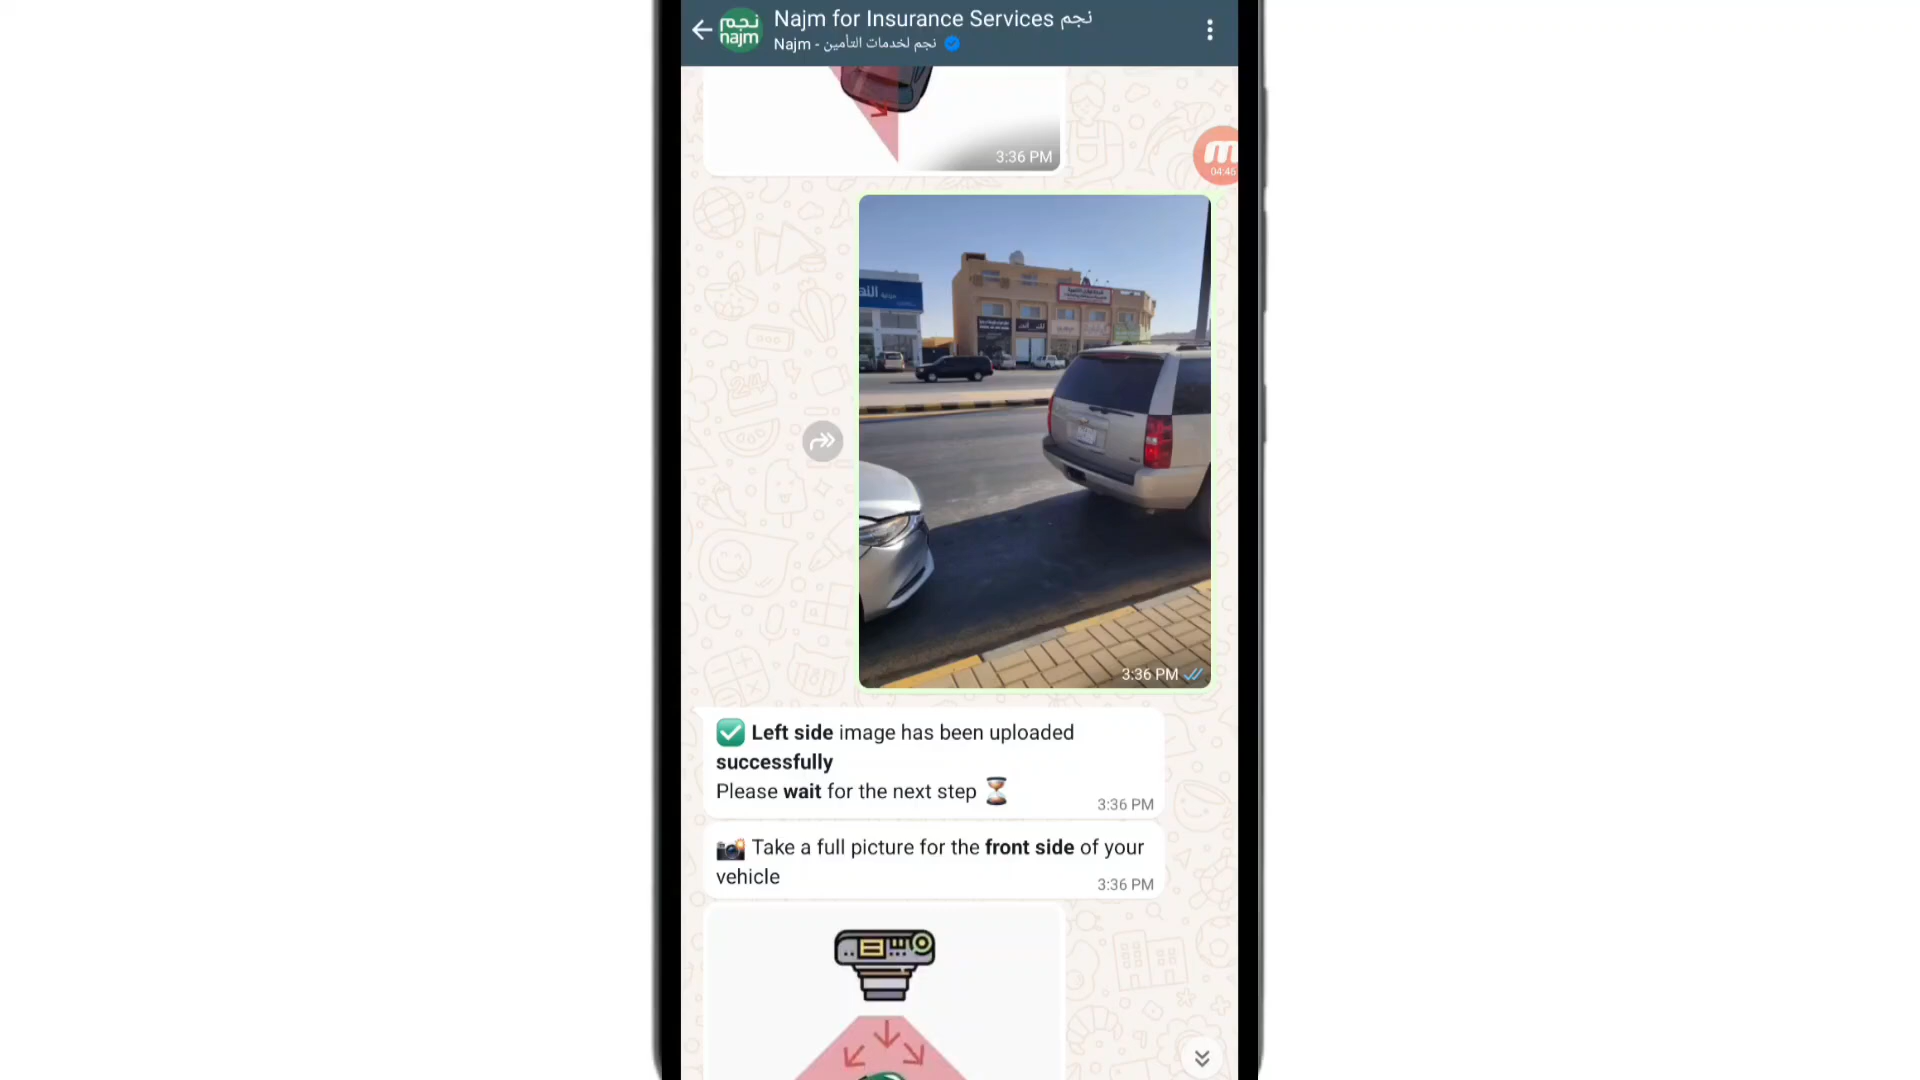 نجم
najm
Najm for Insurance Services نجم
Najm - نجم لخدمات التأمين
3:36 PM
04:46
3:36 PM
✅ Left side image has been uploaded
successfully
Please wait for the next step ⏳
3:36 PM
📸 Take a full picture for the front side of your
vehicle
3:36 PM